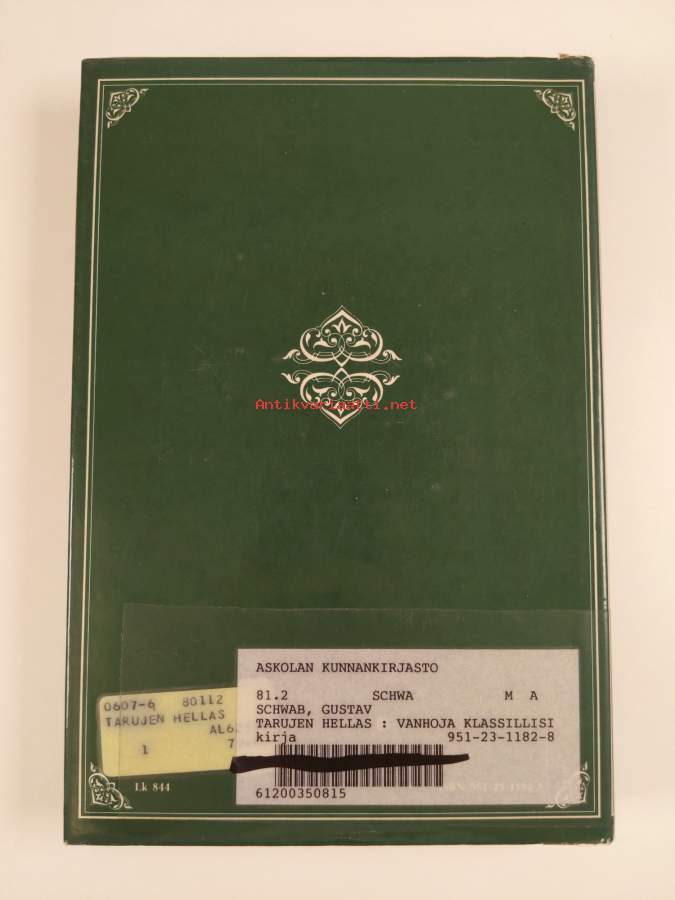 Antikvariaatti.net
ASKOLAN KUNNANKIRJASTO
81.2 SCHWA M A
SCHWAB, GUSTAV
TARUJEN HELLAS : VANHOJA KLASSILLISI
kirja 951-23-1182-8
61200350815
0607-6 80112
TARUJEN HELLAS
1 7
Lk 844